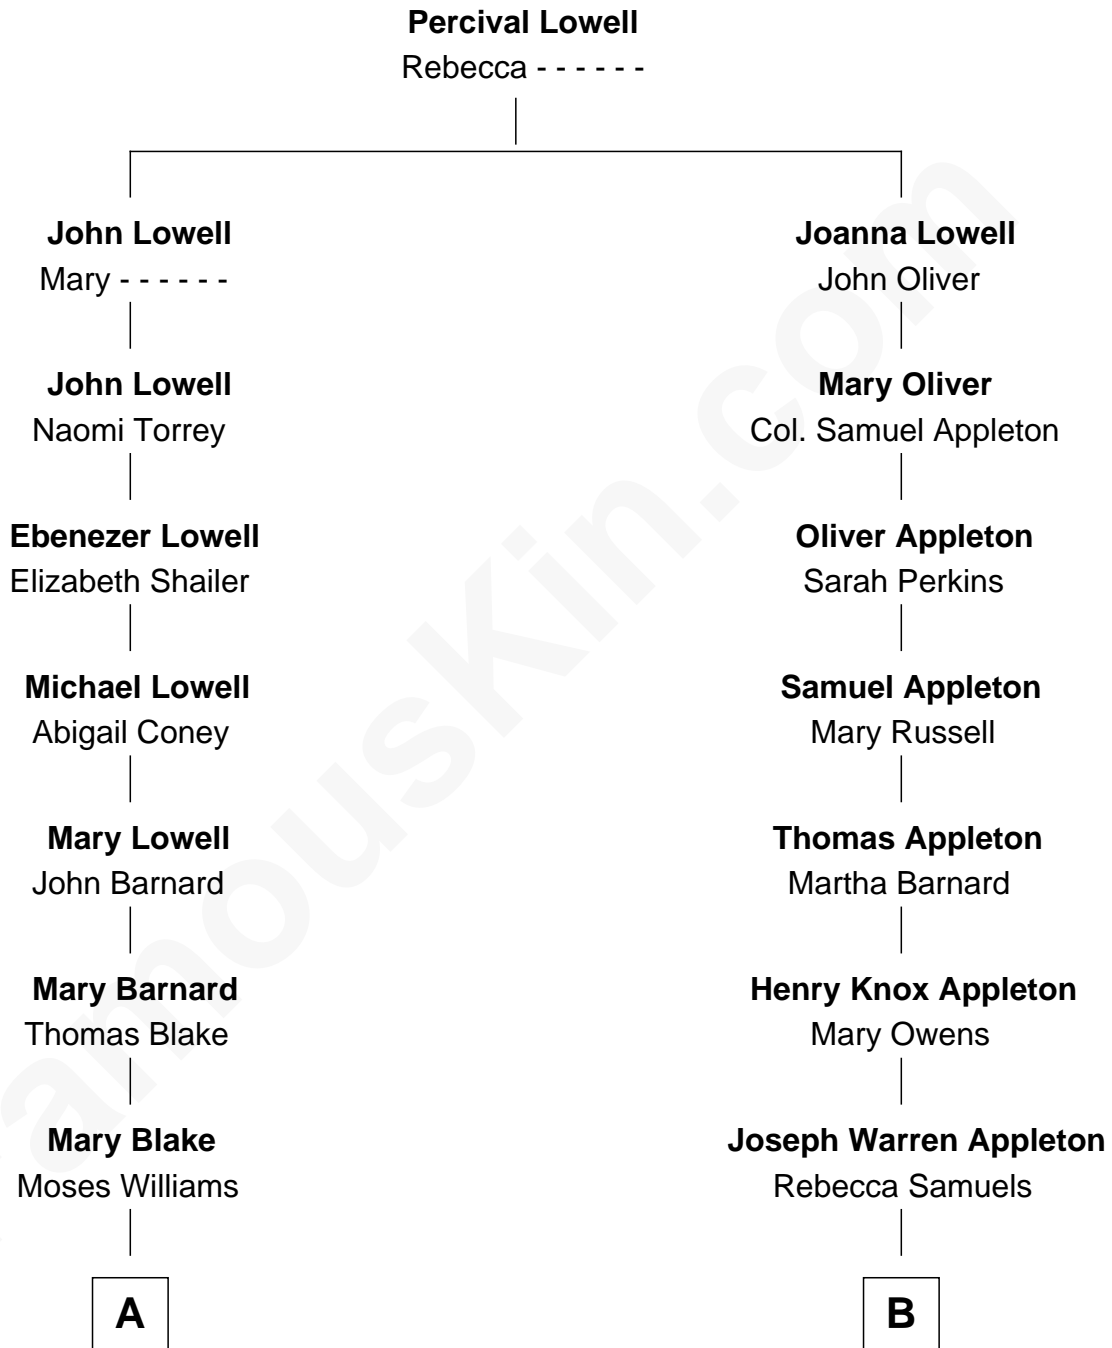 Percival Lowell
Rebecca - - - - - -
John Lowell
Mary - - - - - -
Joanna Lowell
John Oliver
John Lowell
Naomi Torrey
Mary Oliver
Col. Samuel Appleton
Ebenezer Lowell
Elizabeth Shailer
Oliver Appleton
Sarah Perkins
Michael Lowell
Abigail Coney
Samuel Appleton
Mary Russell
Mary Lowell
John Barnard
Thomas Appleton
Martha Barnard
Mary Barnard
Thomas Blake
Henry Knox Appleton
Mary Owens
Mary Blake
Moses Williams
Joseph Warren Appleton
Rebecca Samuels
A
B
amousKin.com